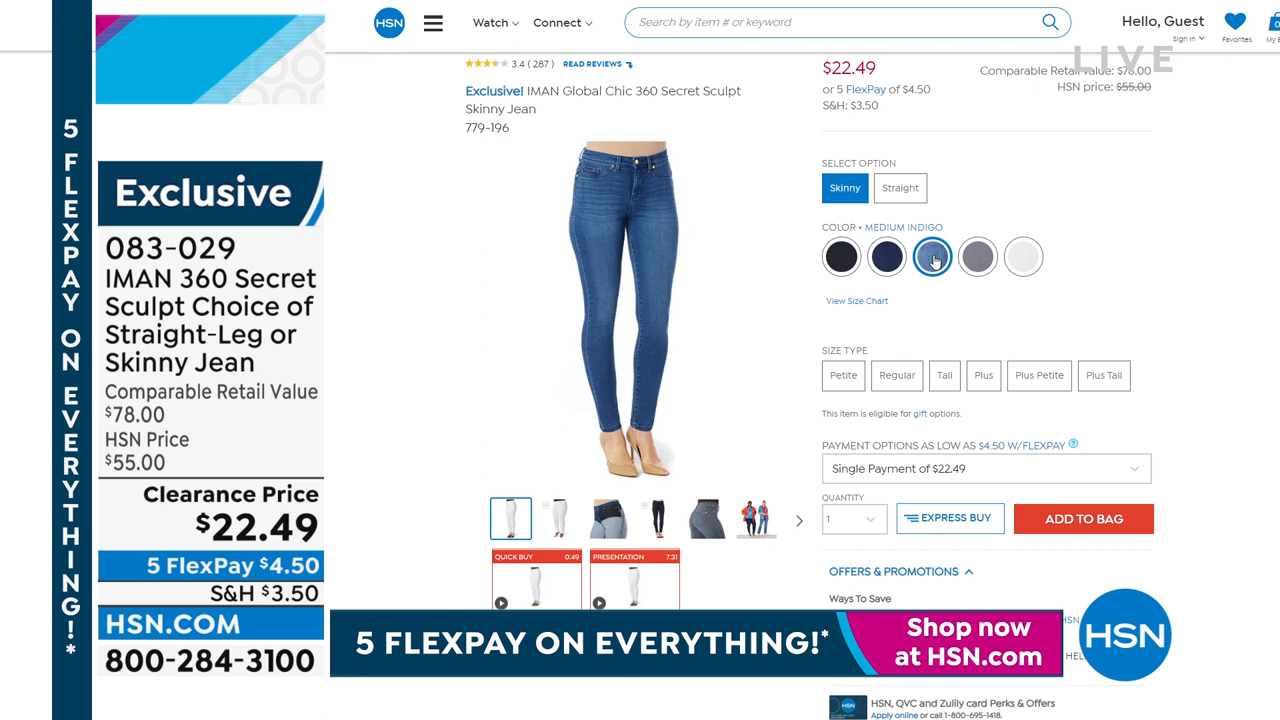 5 FLEXPAY ON EVERYTHING!*
Exclusive
083-029
IMAN 360 Secret
Sculpt Choice of
Straight-Leg or
Skinny Jean
Comparable Retail Value
$78.00
HSN Price
$55.00
Clearance Price
$22.49
5 FlexPay $4.50
S&H $3.50
HSN.COM
800-284-3100
HSN
Watch
Connect
Search by item # or keyword
Hello, Guest
Sign In
Favorites
My
0
LIVE
3.4 ( 287 ) READ REVIEWS
Exclusive! IMAN Global Chic 360 Secret Sculpt
Skinny Jean
779-196
QUICK BUY 0:49
PRESENTATION 7:31
$22.49
Comparable Retail Value: $78.00
or 5 FlexPay of $4.50
HSN price: $55.00
S&H: $3.50
SELECT OPTION
Skinny
Straight
COLOR • MEDIUM INDIGO
View Size Chart
SIZE TYPE
Petite
Regular
Tall
Plus
Plus Petite
Plus Tall
This item is eligible for gift options.
PAYMENT OPTIONS AS LOW AS $4.50 W/FLEXPAY ?
Single Payment of $22.49
QUANTITY
1
EXPRESS BUY
ADD TO BAG
OFFERS & PROMOTIONS
Ways To Save
5 FLEXPAY ON EVERYTHING!*
Shop now
at HSN.com
HSN
HSN, QVC and Zulily card Perks & Offers
Apply online or call 1-800-695-1418.